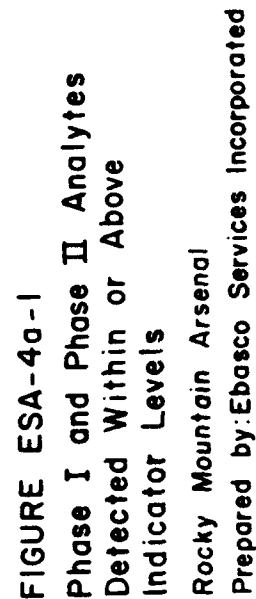 FIGURE ESA-4a-1
Phase I and Phase II Analytes
Detected Within or Above
Indicator Levels
Rocky Mountain Arsenal
Prepared by:Ebasco Services Incorporated